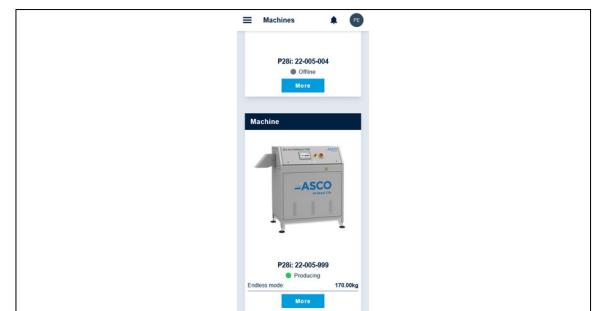 Machines
PE
P28i: 22-005-004
Offline
More
Machine
ASCO
P28i: 22-005-999
Producing
Endless mode: 170.00kg
More